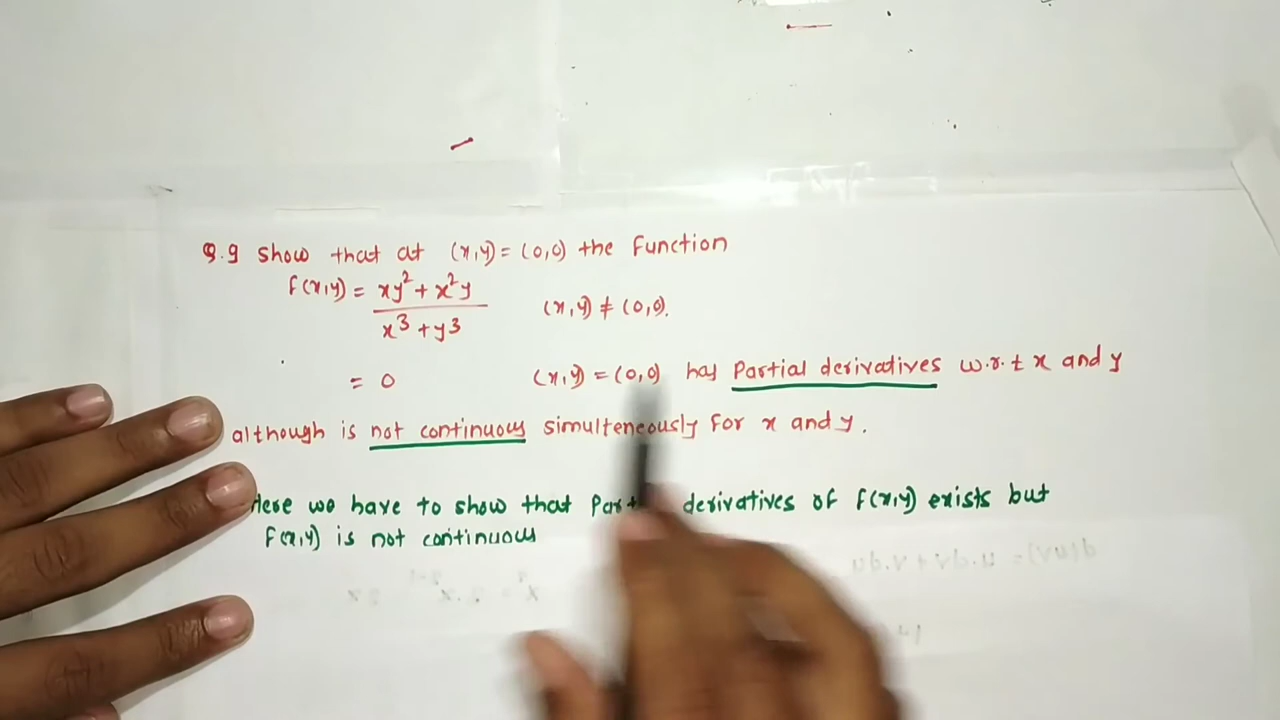 Q.9 show that at (x,y) = (0,0) the function
f(x,y) = xy² + x²y / x³ + y³ (x,y) ≠ (0,0).
= 0 (x,y) = (0,0) has Partial derivatives w.r.t x and y
although is not continuous simulteneously for x and y.
Here we have to show that derivatives of f(x,y) exists but
f(x,y) is not continuous